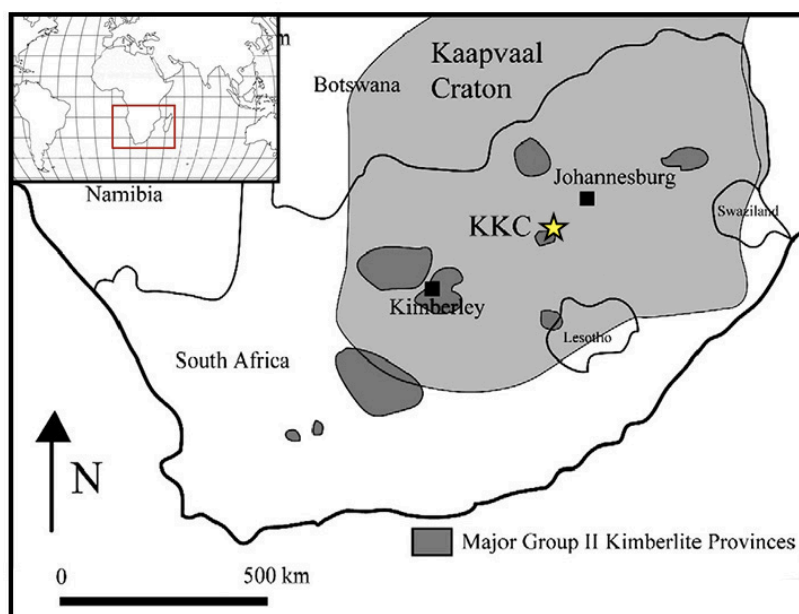 m
Kaapvaal
Craton
Botswana
Namibia
Johannesburg
Swaziland
KKC
Kimberley
Lesotho
South Africa
N
Major Group II Kimberlite Provinces
0
500 km